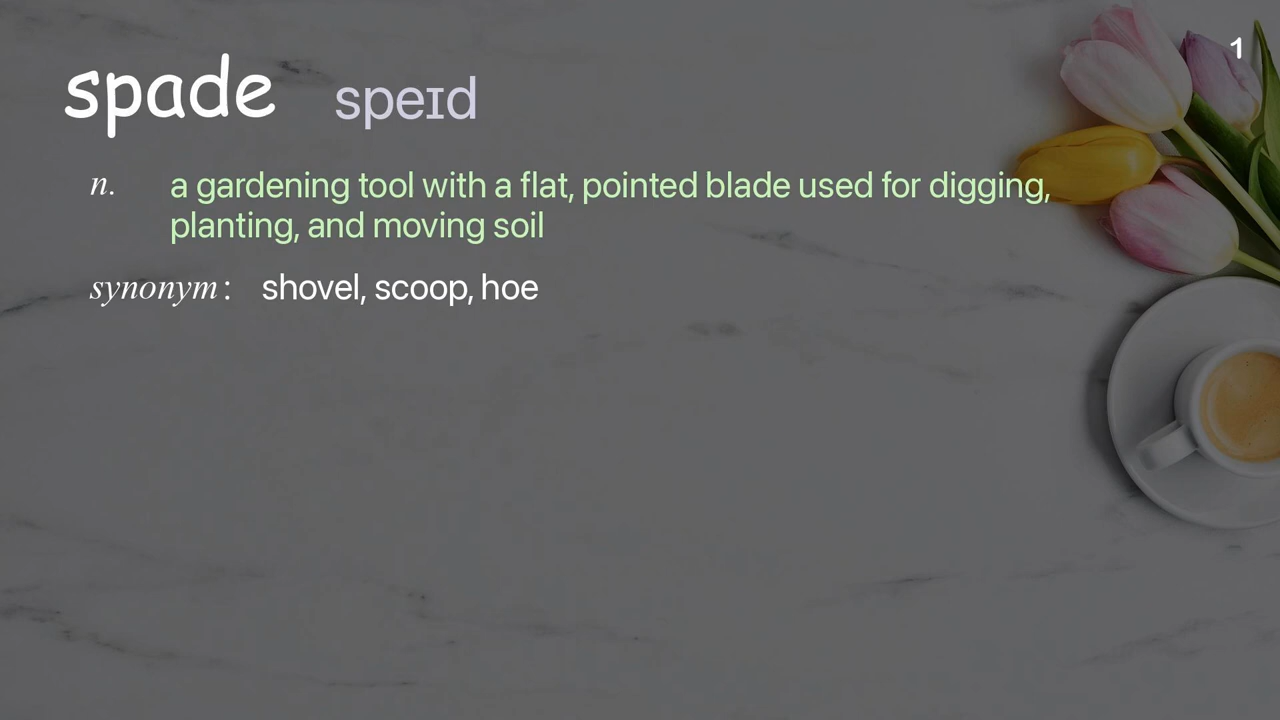 1
spade speɪd
n. a gardening tool with a flat, pointed blade used for digging,
planting, and moving soil
synonym : shovel, scoop, hoe